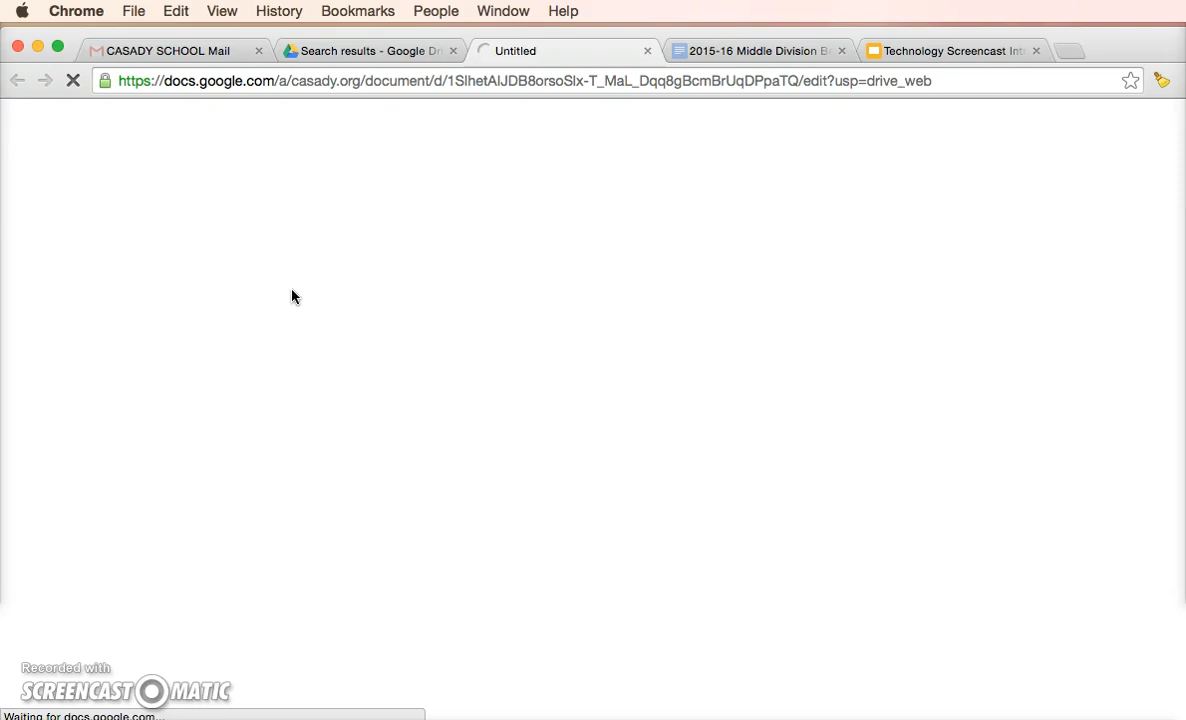 Chrome File Edit View History Bookmarks People Window Help
CASADY SCHOOL Mail
Search results - Google Dri
Untitled
2015-16 Middle Division B
Technology Screencast Int
https://docs.google.com/a/casady.org/document/d/1SlhetAlJDB8orsoSlx-T_MaL_Dqq8gBcmBrUqDPpaTQ/edit?usp=drive_web
Recorded with
SCREENCAST-O-MATIC
Waiting for docs.google.com...